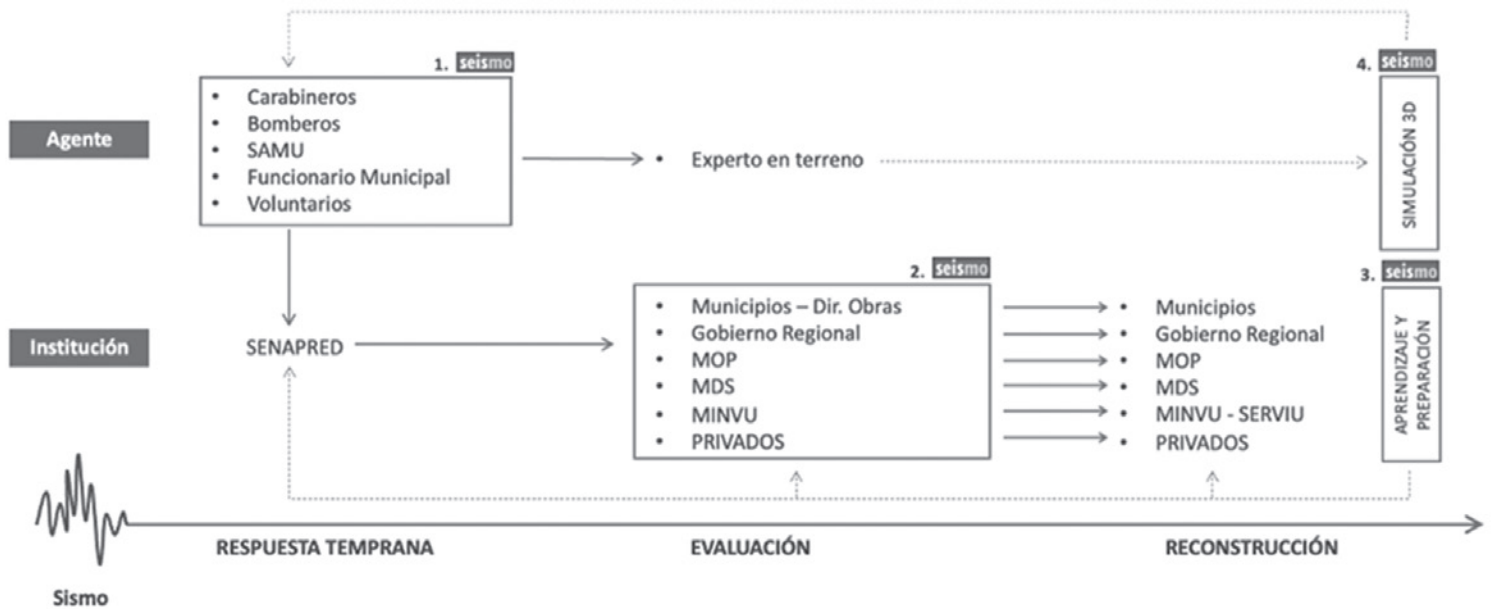 1. seismo
4. seismo
Agente
• Carabineros
• Bomberos
• SAMU
• Funcionario Municipal
• Voluntarios
• Experto en terreno
SIMULACIÓN 3D
2. seismo
3. seismo
Institución
SENAPRED
• Municipios – Dir. Obras
• Gobierno Regional
• MOP
• MDS
• MINVU
• PRIVADOS
• Municipios
• Gobierno Regional
• MOP
• MDS
• MINVU - SERVIU
• PRIVADOS
APRENDIZAJE Y
PREPARACIÓN
RESPUESTA TEMPRANA
EVALUACIÓN
RECONSTRUCCIÓN
Sismo